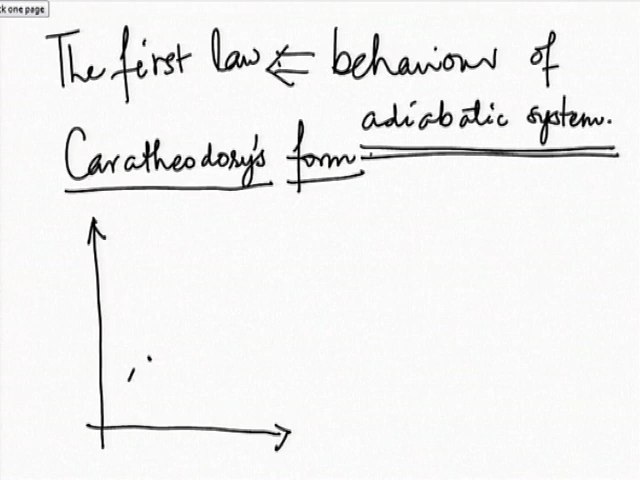 ck one page
The first law ⇐ behaviour of
adiabatic system.
Caratheodory's form